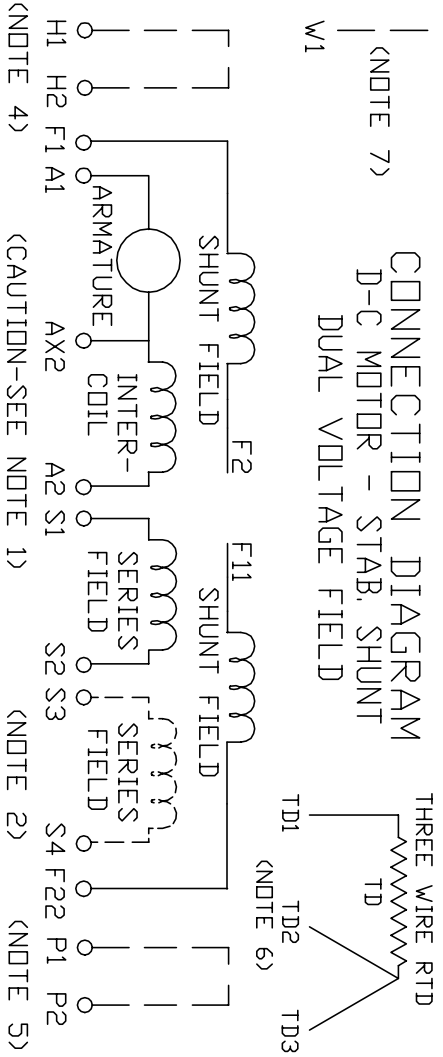 CONNECTION DIAGRAM
D-C MOTOR - STAB. SHUNT
DUAL VOLTAGE FIELD
THREE WIRE RTD
TD
TD1
TD2
TD3
(NOTE 6)
W1
(NOTE 7)
F2
F11
SHUNT FIELD
SHUNT FIELD
ARMATURE
INTER-
COIL
SERIES
FIELD
SERIES
FIELD
H1
H2
F1
A1
AX2
A2
S1
S2
S3
S4
F22
P1
P2
(NOTE 4)
(CAUTION-SEE NOTE 1)
(NOTE 2)
(NOTE 5)